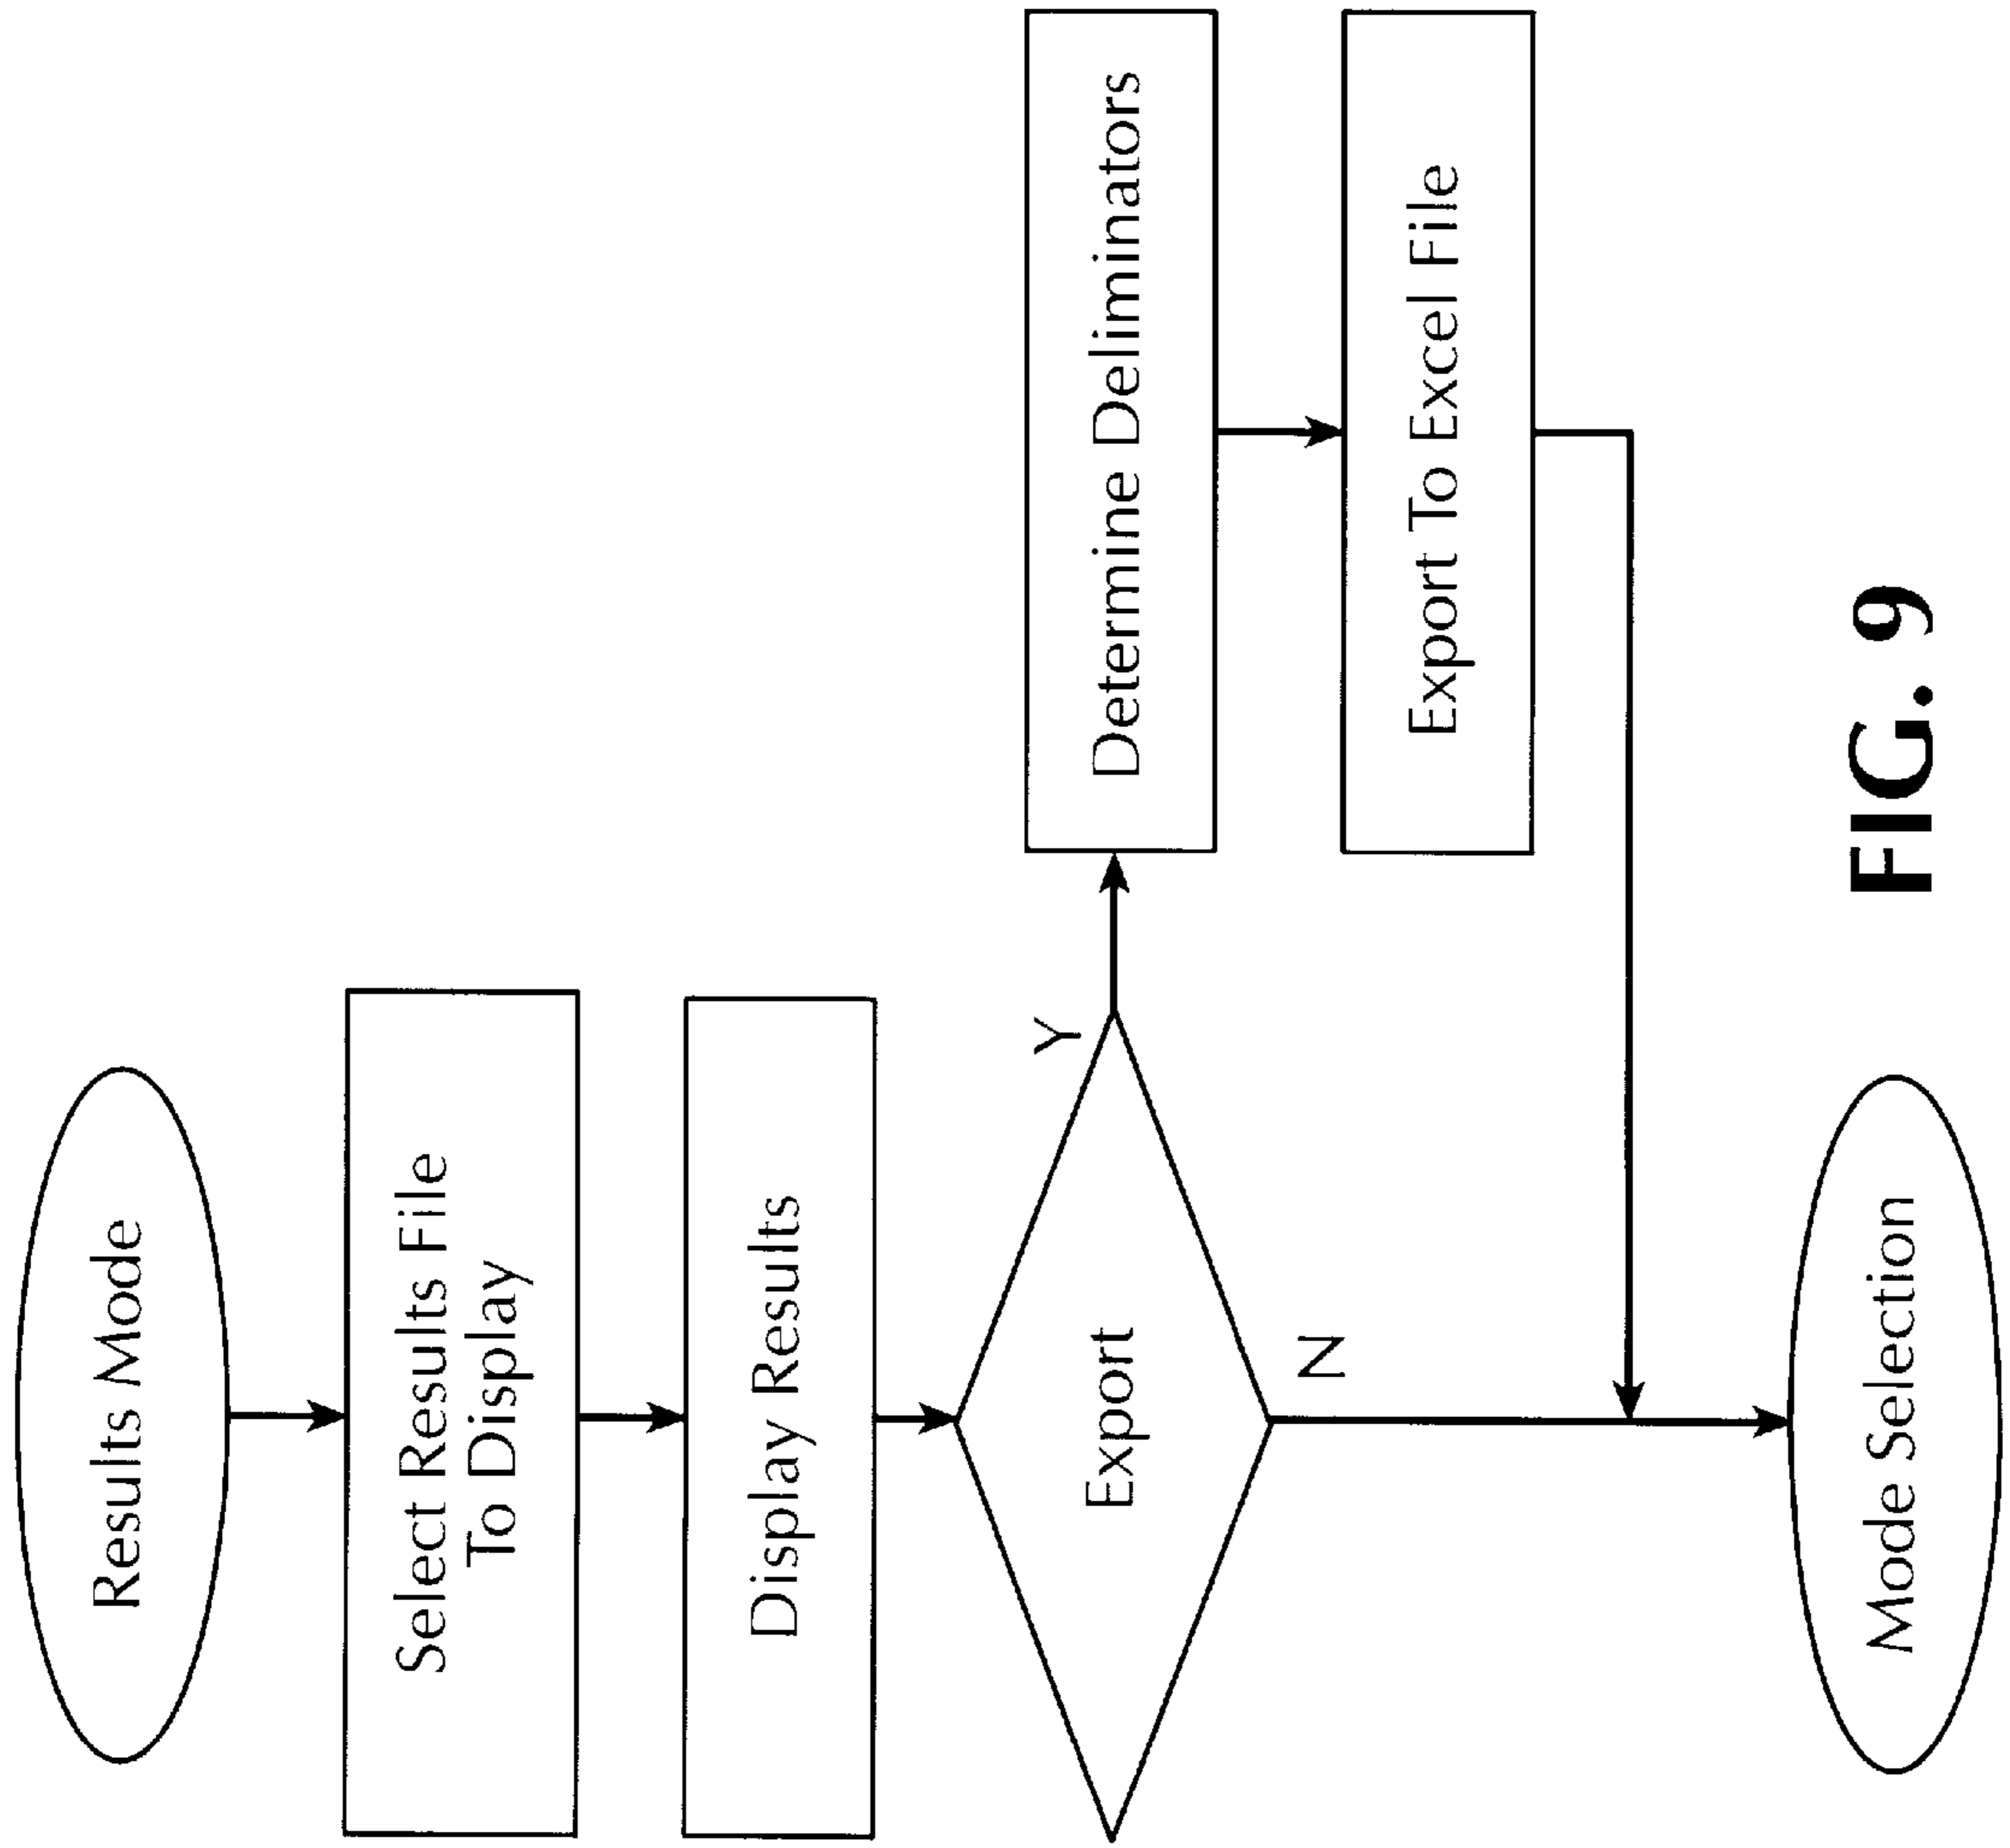 Results Mode
Select Results File
To Display
Display Results
Export
Y
N
Determine Deliminators
Export To Excel File
Mode Selection
FIG. 9